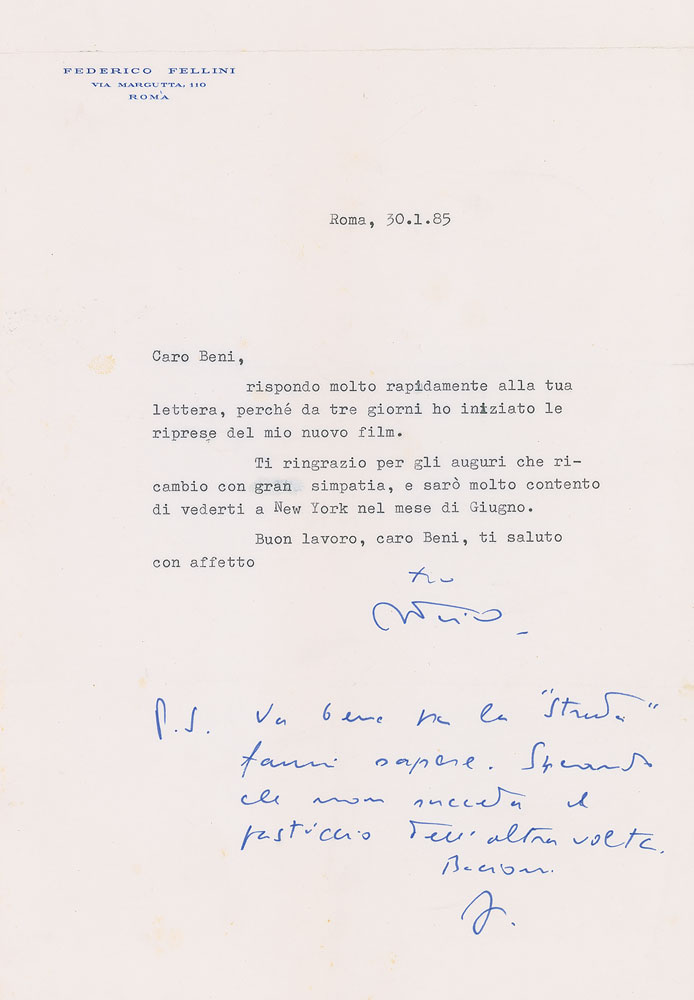 FEDERICO FELLINI
VIA MARGUTTA, 110
ROMA
Roma, 30.1.85
Caro Beni,
rispondo molto rapidamente alla tua
lettera, perché da tre giorni ho iniziato le
riprese del mio nuovo film.
Ti ringrazio per gli auguri che ri-
cambio con gran simpatia, e sarò molto contento
di vederti a New York nel mese di Giugno.
Buon lavoro, caro Beni, ti saluto
con affetto
tuo
P.S. Va bene per la "Strada"
fammi sapere. Sperando
che non succeda il
pasticcio dell'altra volta.
Bacioni.
F.